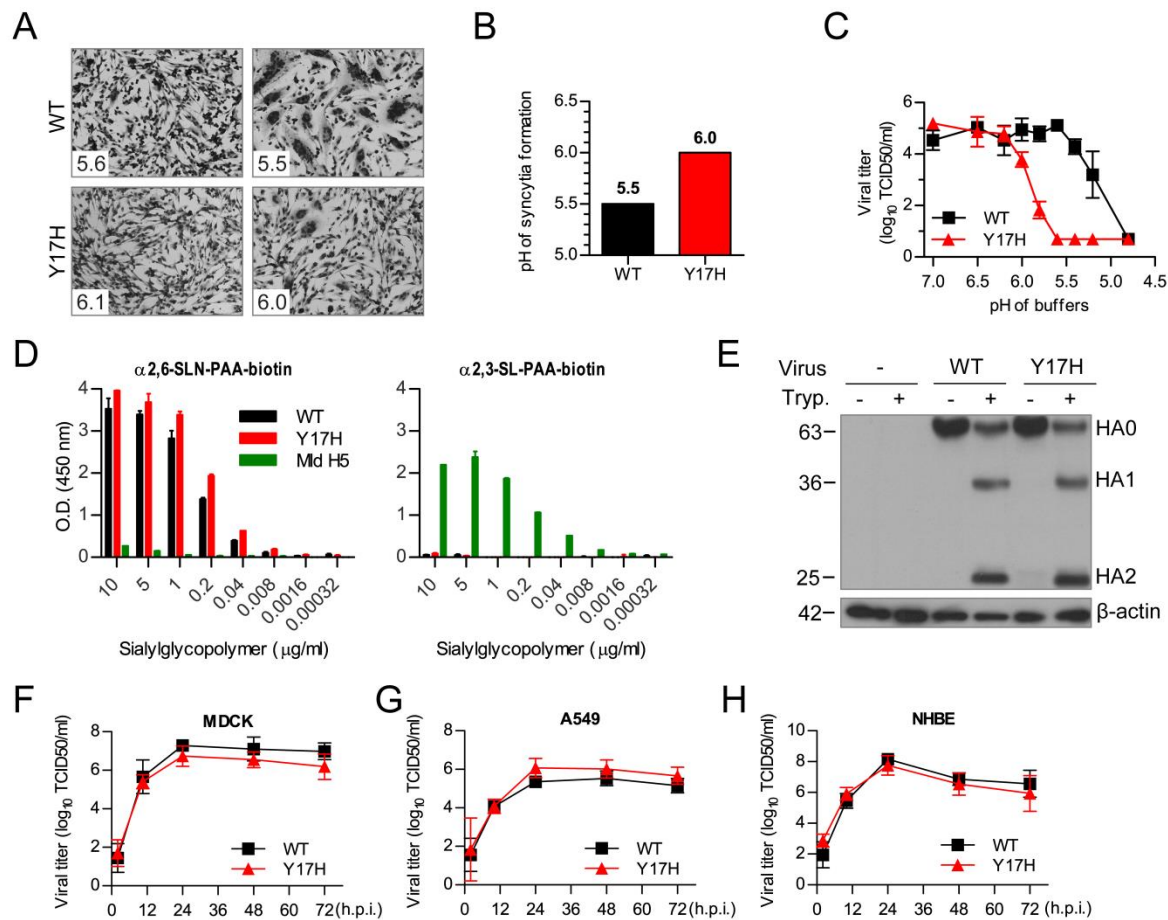 A
WT
5.6
5.5
Y17H
6.1
6.0
B
pH of syncytia formation
6.5
6.0
5.5
5.0
5.5
6.0
WT
Y17H
C
Viral titer
(log10 TCID50/ml)
6
4
2
0
WT
Y17H
7.0 6.5 6.0 5.5 5.0 4.5
pH of buffers
D
α2,6-SLN-PAA-biotin
O.D. (450 nm)
4
3
2
1
0
WT
Y17H
Mld H5
10 5 1 0.2 0.04 0.008 0.0016 0.00032
α2,3-SL-PAA-biotin
4
3
2
1
0
10 5 1 0.2 0.04 0.008 0.0016 0.00032
Sialylglycopolymer (μg/ml)
Sialylglycopolymer (μg/ml)
E
Virus - WT Y17H
Tryp. - + - + - +
63 HA0
36 HA1
25 HA2
42 β-actin
F
MDCK
Viral titer (log10 TCID50/ml)
8
6
4
2
0
WT
Y17H
0 12 24 36 48 60 72 (h.p.i.)
G
A549
Viral titer (log10 TCID50/ml)
8
6
4
2
0
WT
Y17H
0 12 24 36 48 60 72 (h.p.i.)
H
NHBE
Viral titer (log10 TCID50/ml)
10
8
6
4
2
0
WT
Y17H
0 12 24 36 48 60 72 (h.p.i.)